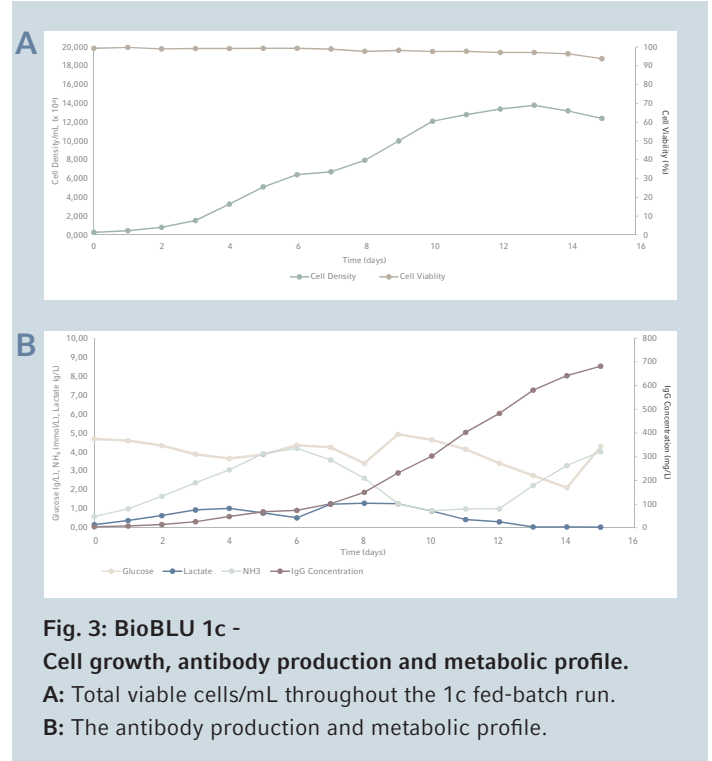 A
20,000
18,000
16,000
14,000
12,000
10,000
8,000
6,000
4,000
2,000
0,000
Cell Density/mL (x 10⁶)
100
90
80
70
60
50
40
30
20
10
0
Cell Viability (%)
0 2 4 6 8 10 12 14 16
Time (days)
Cell Density Cell Viablity
B
10,00
9,00
8,00
7,00
6,00
5,00
4,00
3,00
2,00
1,00
0,00
Glucose (g/L), NH₃ (mmol/L), Lactate (g/L)
800
700
600
500
400
300
200
100
0
IgG Concentration (mg/L)
0 2 4 6 8 10 12 14 16
Time (days)
Glucose Lactate NH3 IgG Concentration
Fig. 3: BioBLU 1c -
Cell growth, antibody production and metabolic profile.
A: Total viable cells/mL throughout the 1c fed-batch run.
B: The antibody production and metabolic profile.